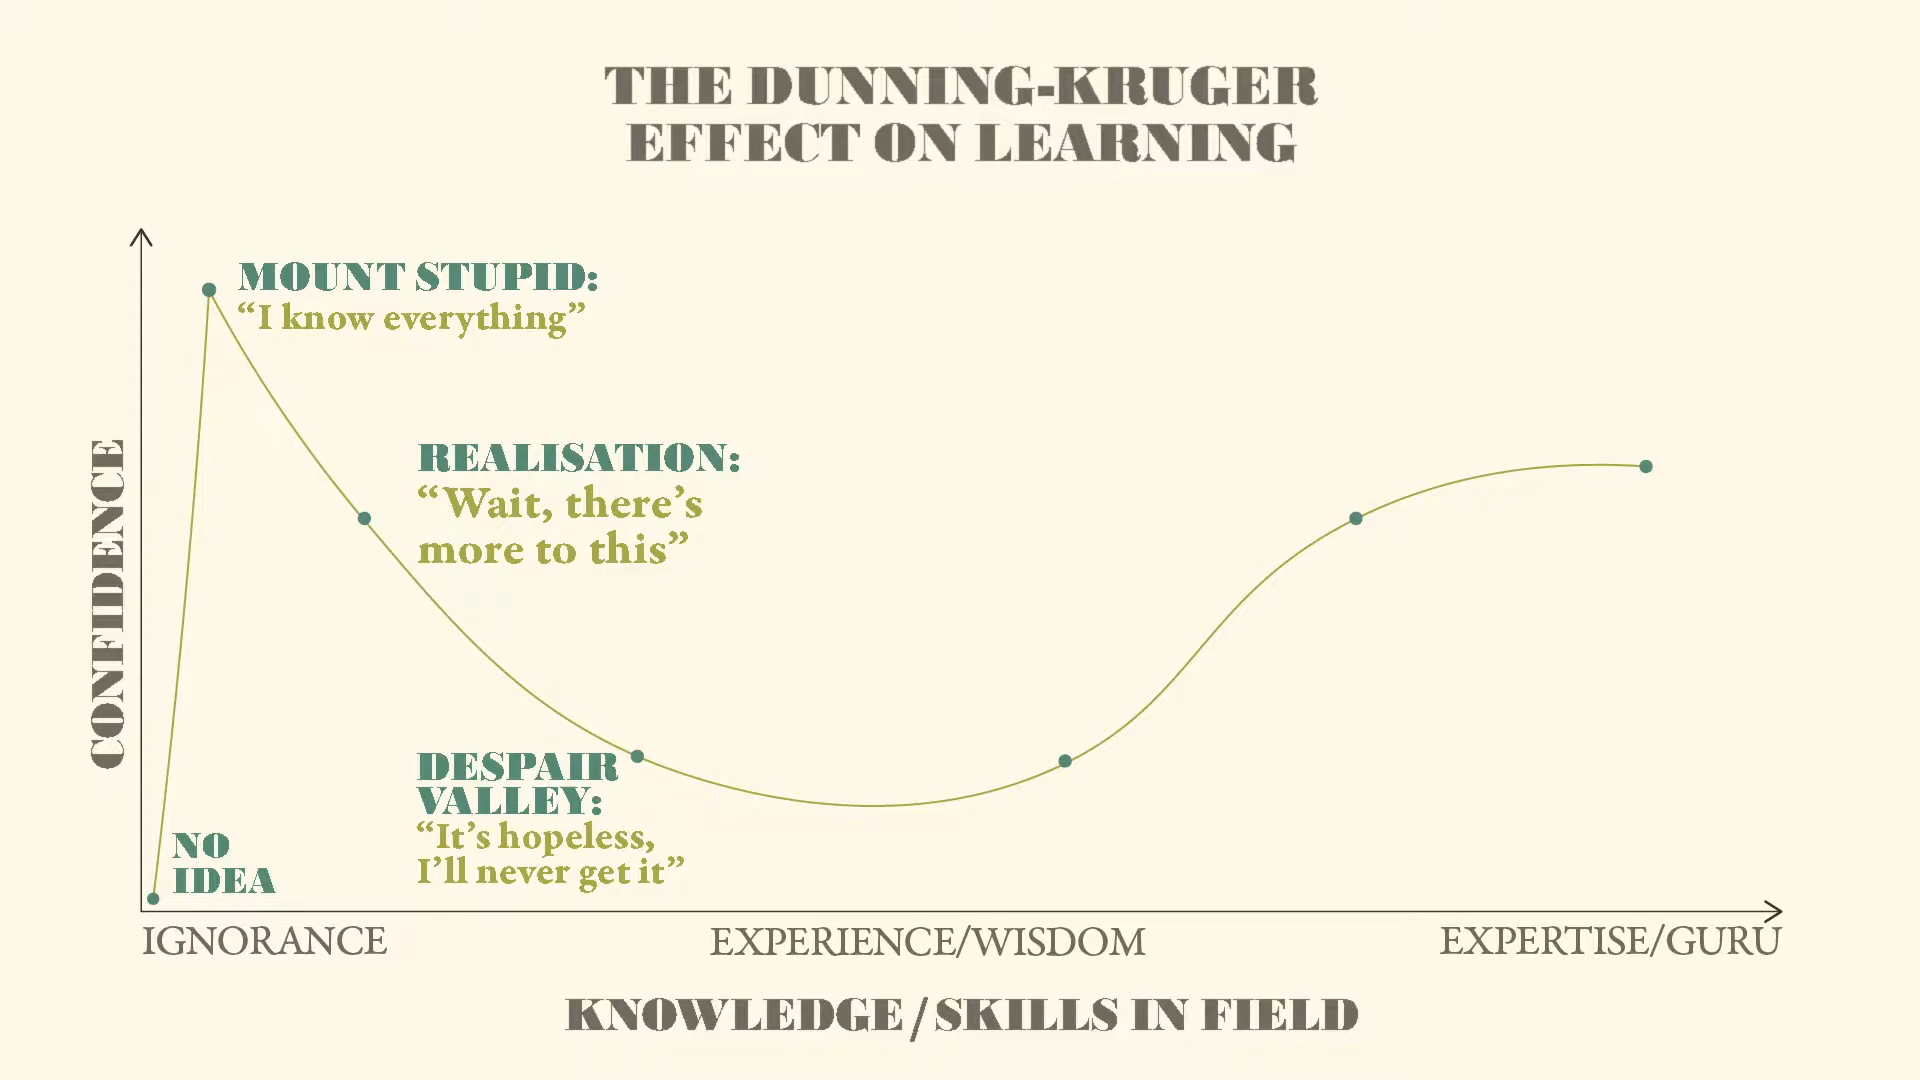 THE DUNNING-KRUGER
EFFECT ON LEARNING
MOUNT STUPID:
“I know everything”
REALISATION:
“Wait, there’s
more to this”
CONFIDENCE
DESPAIR
VALLEY:
“It’s hopeless,
I’ll never get it”
NO
IDEA
IGNORANCE
EXPERIENCE/WISDOM
EXPERTISE/GURU
KNOWLEDGE/SKILLS IN FIELD